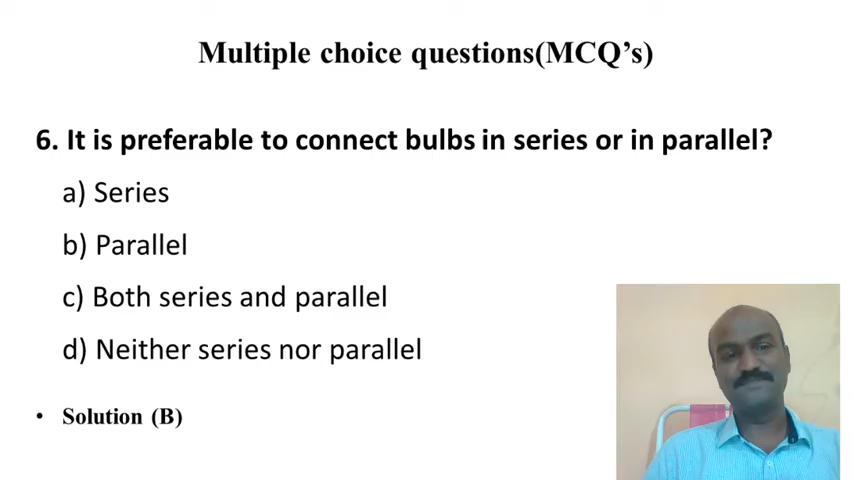 Multiple choice questions(MCQ’s)
6. It is preferable to connect bulbs in series or in parallel?
a) Series
b) Parallel
c) Both series and parallel
d) Neither series nor parallel
• Solution (B)